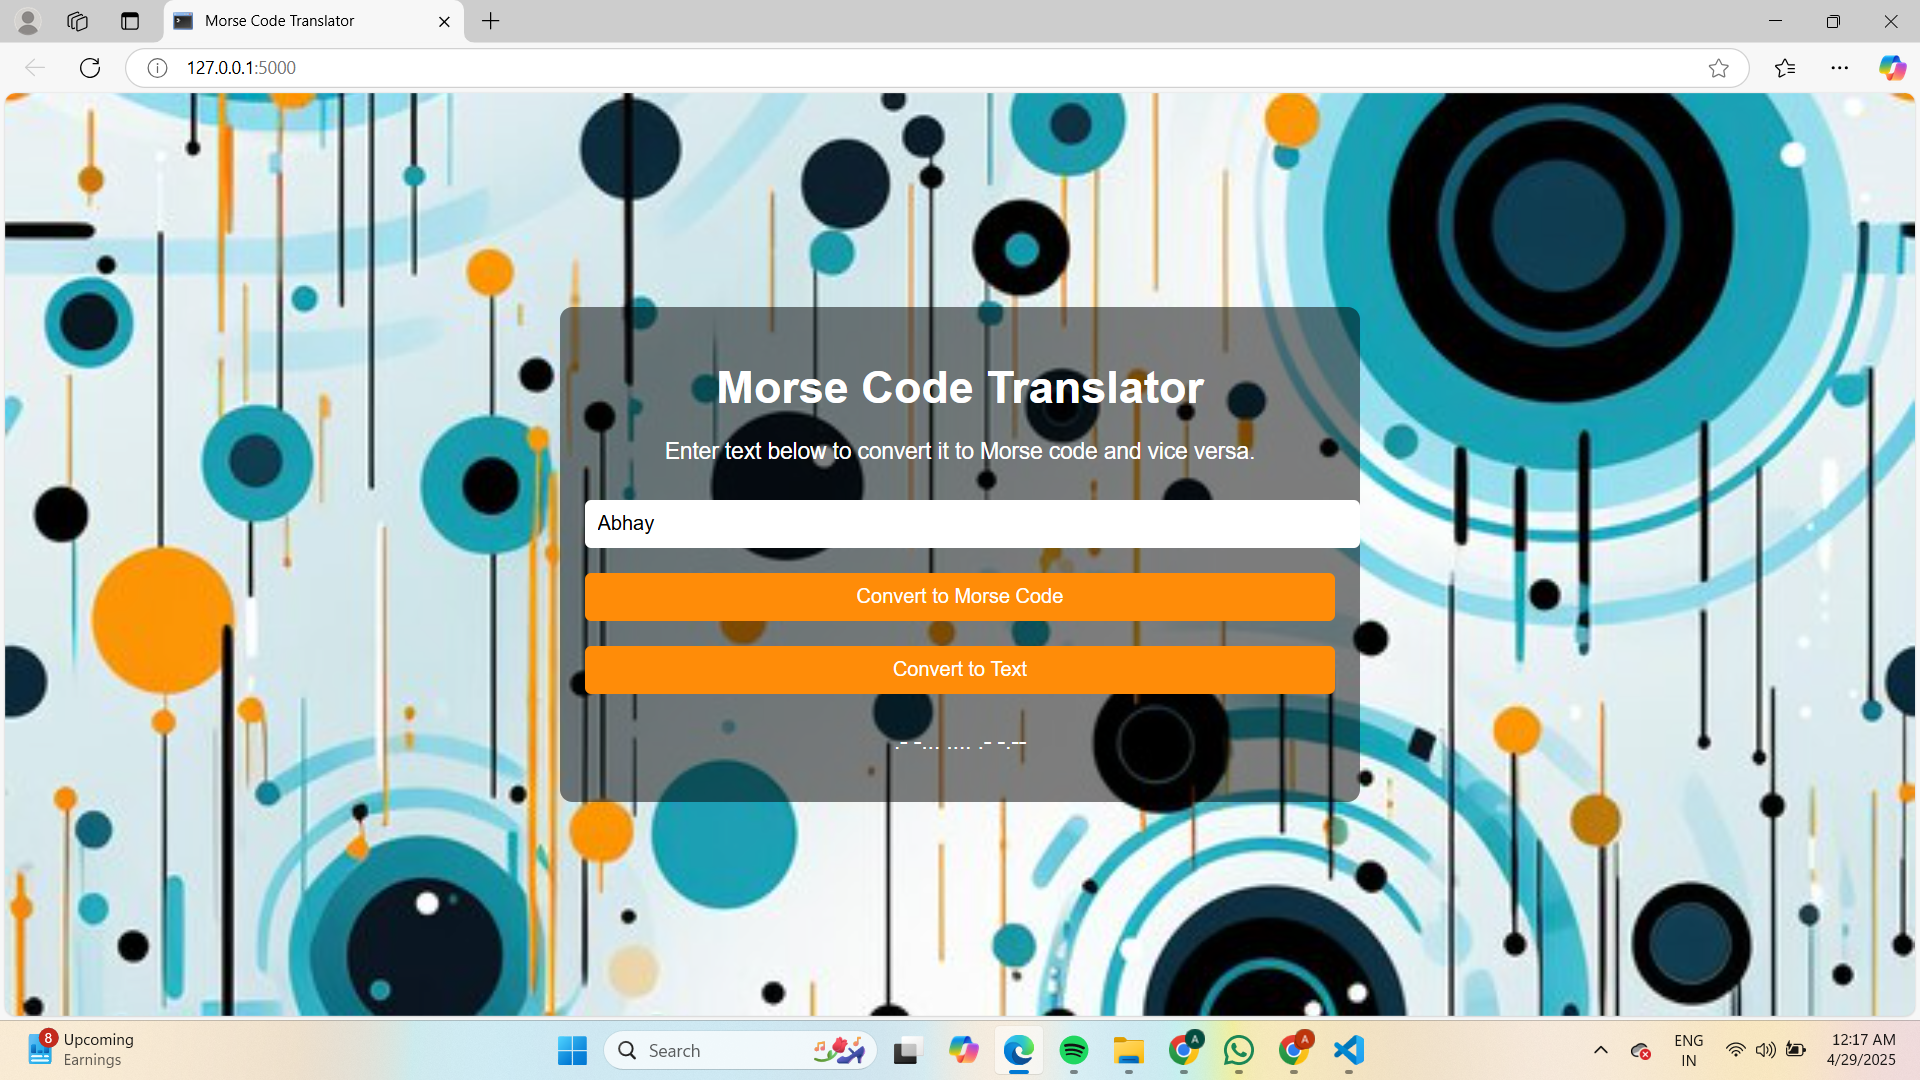 Morse Code Translator
127.0.0.1:5000
Morse Code Translator
Enter text below to convert it to Morse code and vice versa.
Abhay
Convert to Morse Code
Convert to Text
.- -... .... .- -.--
8
Upcoming
Earnings
Search
A
A
ENG
IN
12:17 AM
4/29/2025